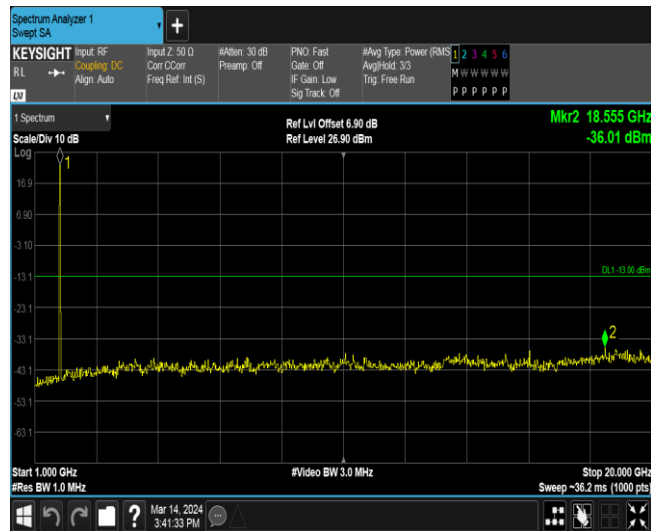 Spectrum Analyzer 1
Swept SA
+
KEYSIGHT
RL
LXI
Input: RF
Coupling: DC
Align: Auto
Input Z: 50 Ω
Corr CCorr
Freq Ref: Int (S)
#Atten: 30 dB
Preamp: Off
PNO: Fast
Gate: Off
IF Gain: Low
Sig Track: Off
#Avg Type: Power (RMS
Avg|Hold: 3/3
Trig: Free Run
1 2 3 4 5 6
M W W W W W
P P P P P P
1 Spectrum
Scale/Div 10 dB
Log
Ref Lvl Offset 6.90 dB
Ref Level 26.90 dBm
Mkr2 18.555 GHz
-36.01 dBm
1
16.9
6.90
-3.10
-13.1
DL1 -13.00 dBm
-23.1
-33.1
2
-43.1
-53.1
-63.1
Start 1.000 GHz
#Res BW 1.0 MHz
#Video BW 3.0 MHz
Stop 20.000 GHz
Sweep ~36.2 ms (1000 pts)
?
Mar 14, 2024
3:41:33 PM